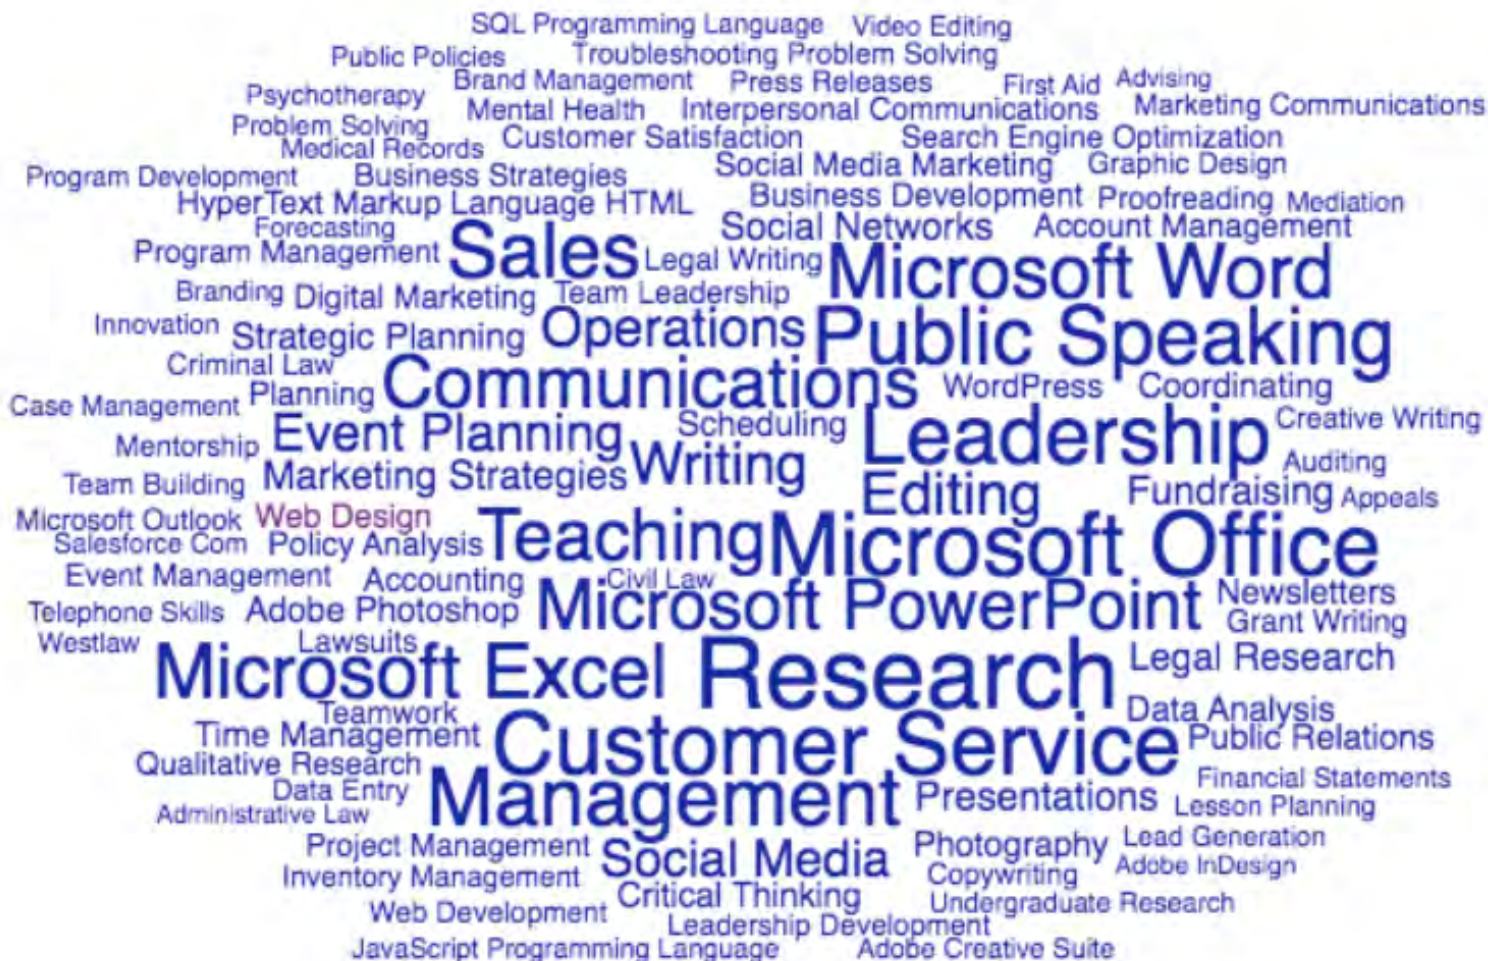 SQL Programming Language Video Editing
Public Policies Troubleshooting Problem Solving
Brand Management Press Releases First Aid Advising
Psychotherapy Mental Health Interpersonal Communications Marketing Communications
Problem Solving Customer Satisfaction Search Engine Optimization
Medical Records Social Media Marketing Graphic Design
Program Development Business Strategies Business Development Proofreading Mediation
HyperText Markup Language HTML Social Networks Account Management
Forecasting
Program Management Sales Legal Writing Microsoft Word
Branding Digital Marketing Team Leadership
Innovation Strategic Planning Operations Public Speaking
Criminal Law
Planning Communications WordPress Coordinating
Case Management Scheduling Leadership Creative Writing
Mentorship Event Planning Writing Auditing
Team Building Marketing Strategies Editing Fundraising Appeals
Microsoft Outlook Web Design
Salesforce Com Policy Analysis Teaching Microsoft Office
Event Management Accounting Civil Law Newsletters
Telephone Skills Adobe Photoshop Microsoft PowerPoint Grant Writing
Westlaw Lawsuits
Microsoft Excel Research Legal Research
Teamwork Data Analysis
Time Management Customer Service Public Relations
Qualitative Research Financial Statements
Data Entry Management Presentations Lesson Planning
Administrative Law
Project Management Social Media Photography Lead Generation
Inventory Management Copywriting Adobe InDesign
Web Development Critical Thinking Undergraduate Research
Leadership Development
JavaScript Programming Language Adobe Creative Suite